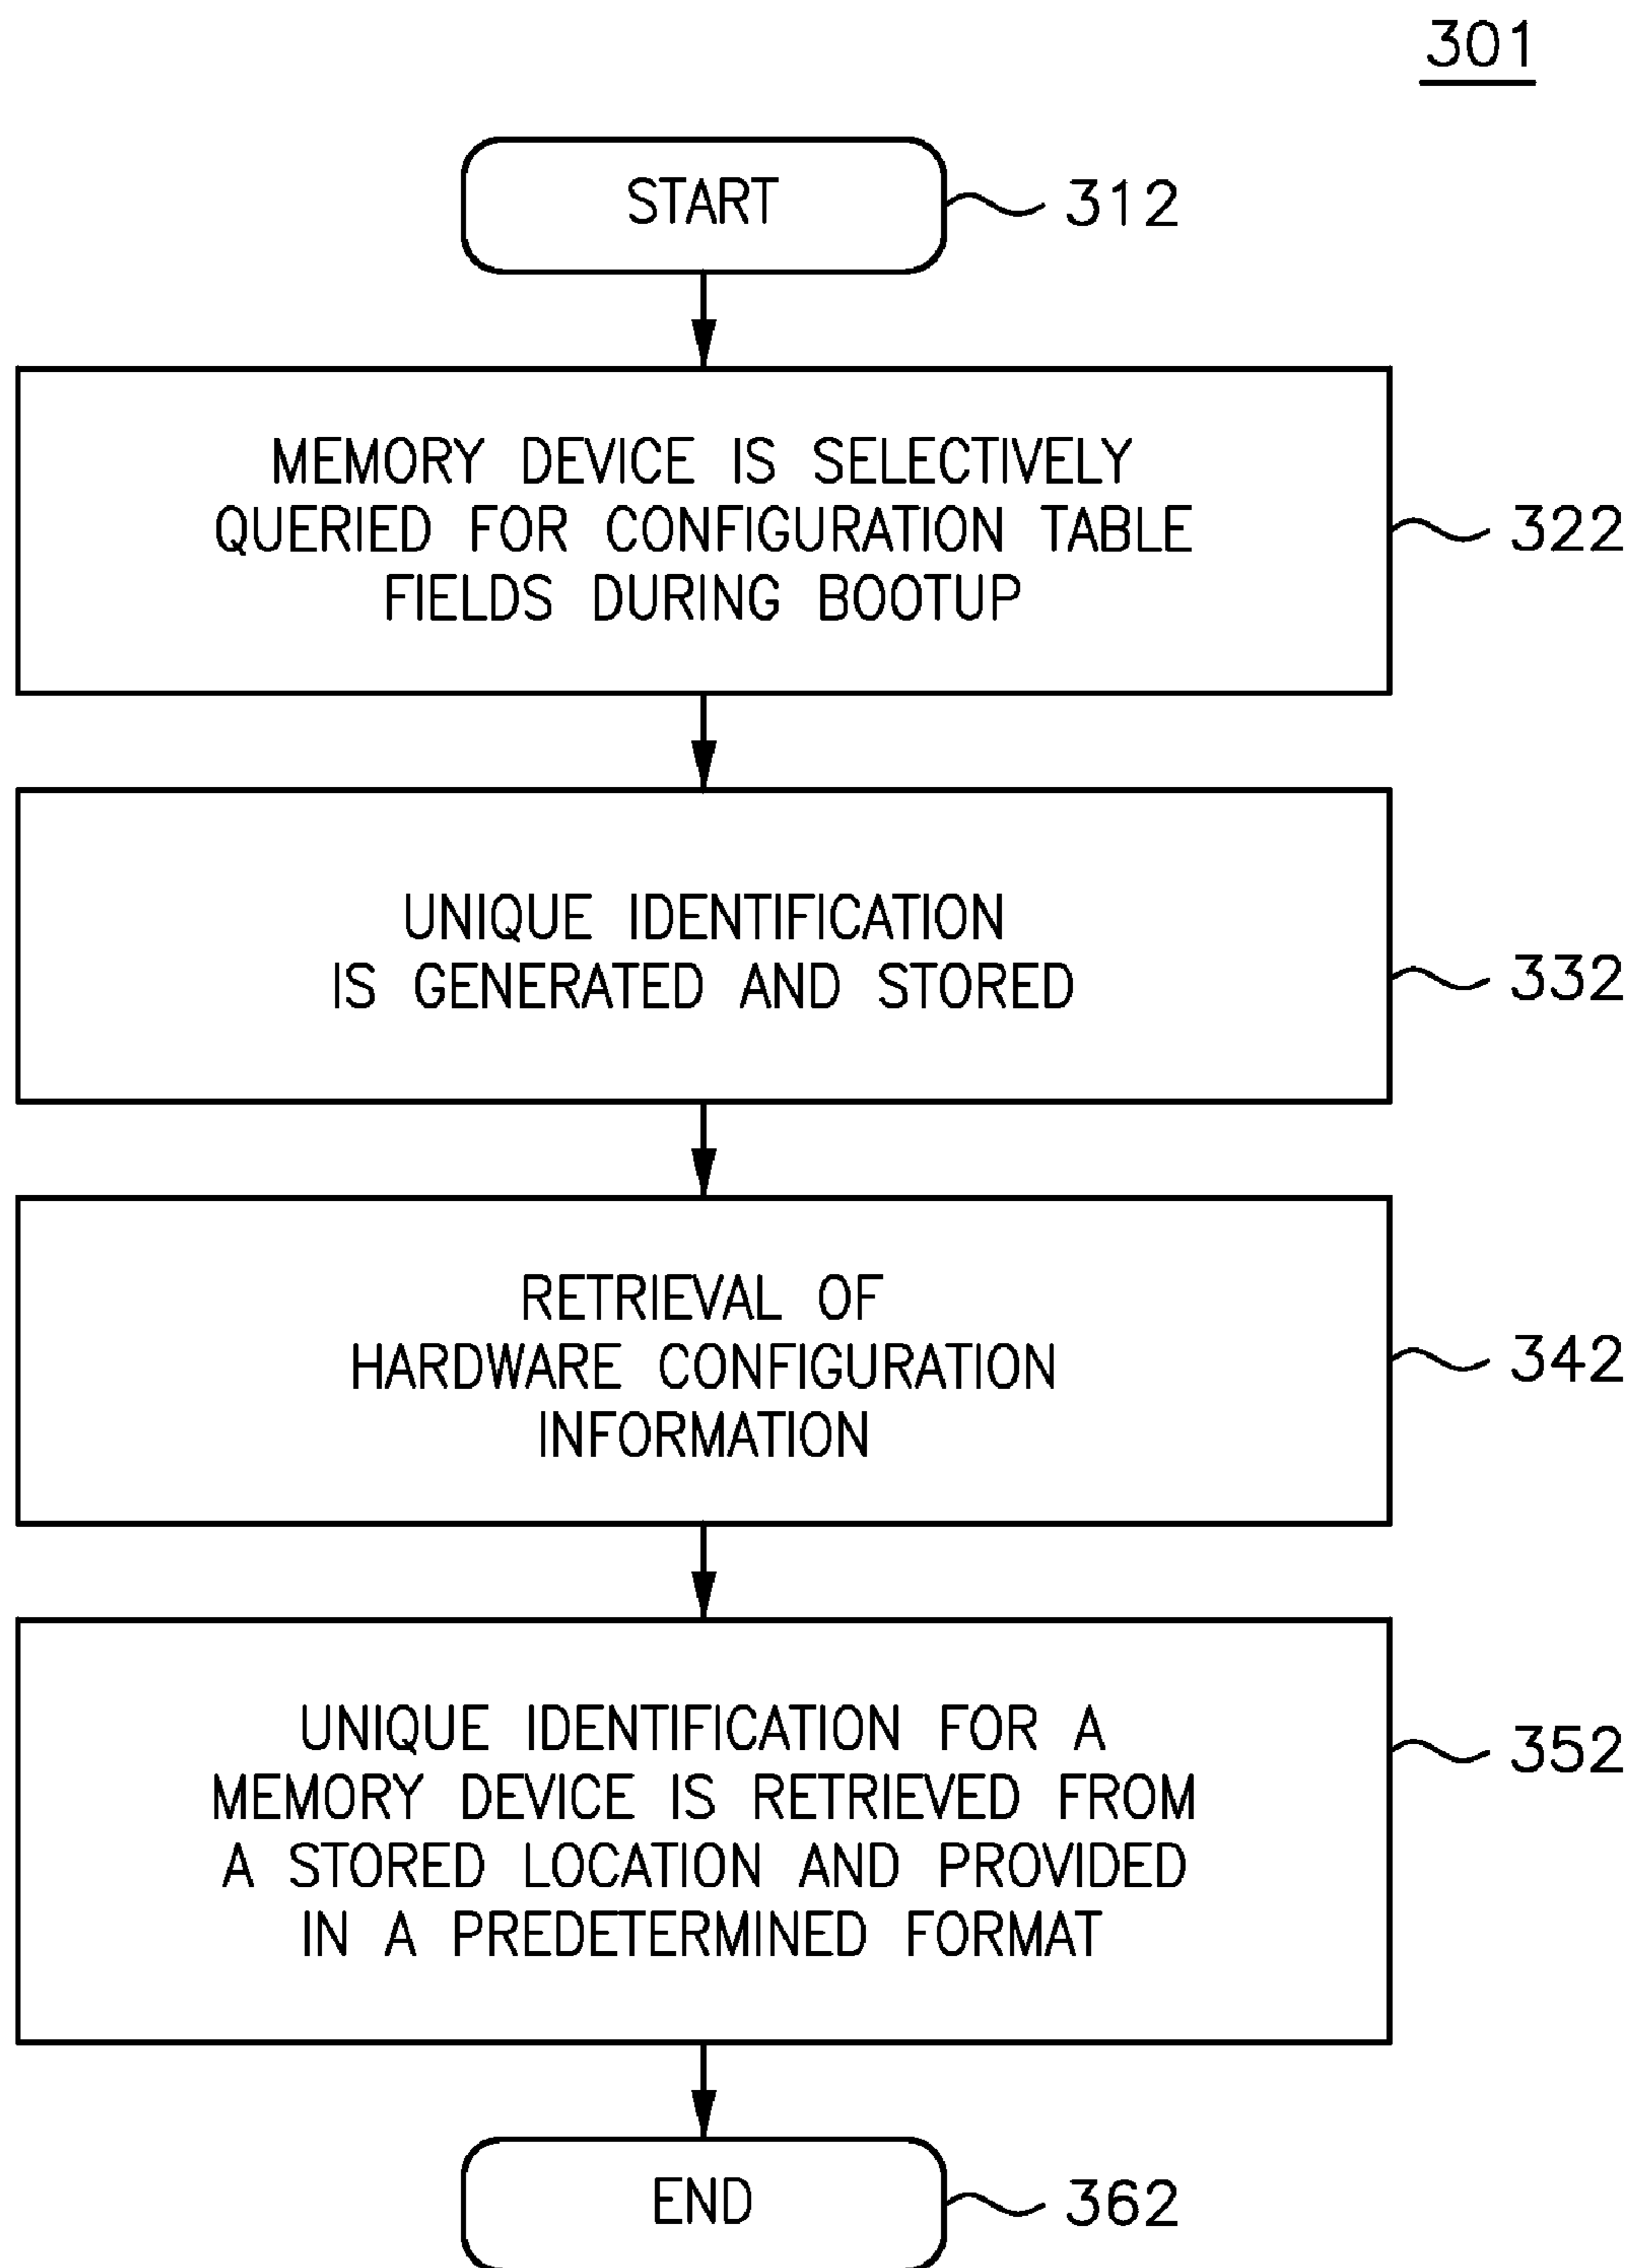 301
START
312
MEMORY DEVICE IS SELECTIVELY
QUERIED FOR CONFIGURATION TABLE
FIELDS DURING BOOTUP
322
UNIQUE IDENTIFICATION
IS GENERATED AND STORED
332
RETRIEVAL OF
HARDWARE CONFIGURATION
INFORMATION
342
UNIQUE IDENTIFICATION FOR A
MEMORY DEVICE IS RETRIEVED FROM
A STORED LOCATION AND PROVIDED
IN A PREDETERMINED FORMAT
352
END
362